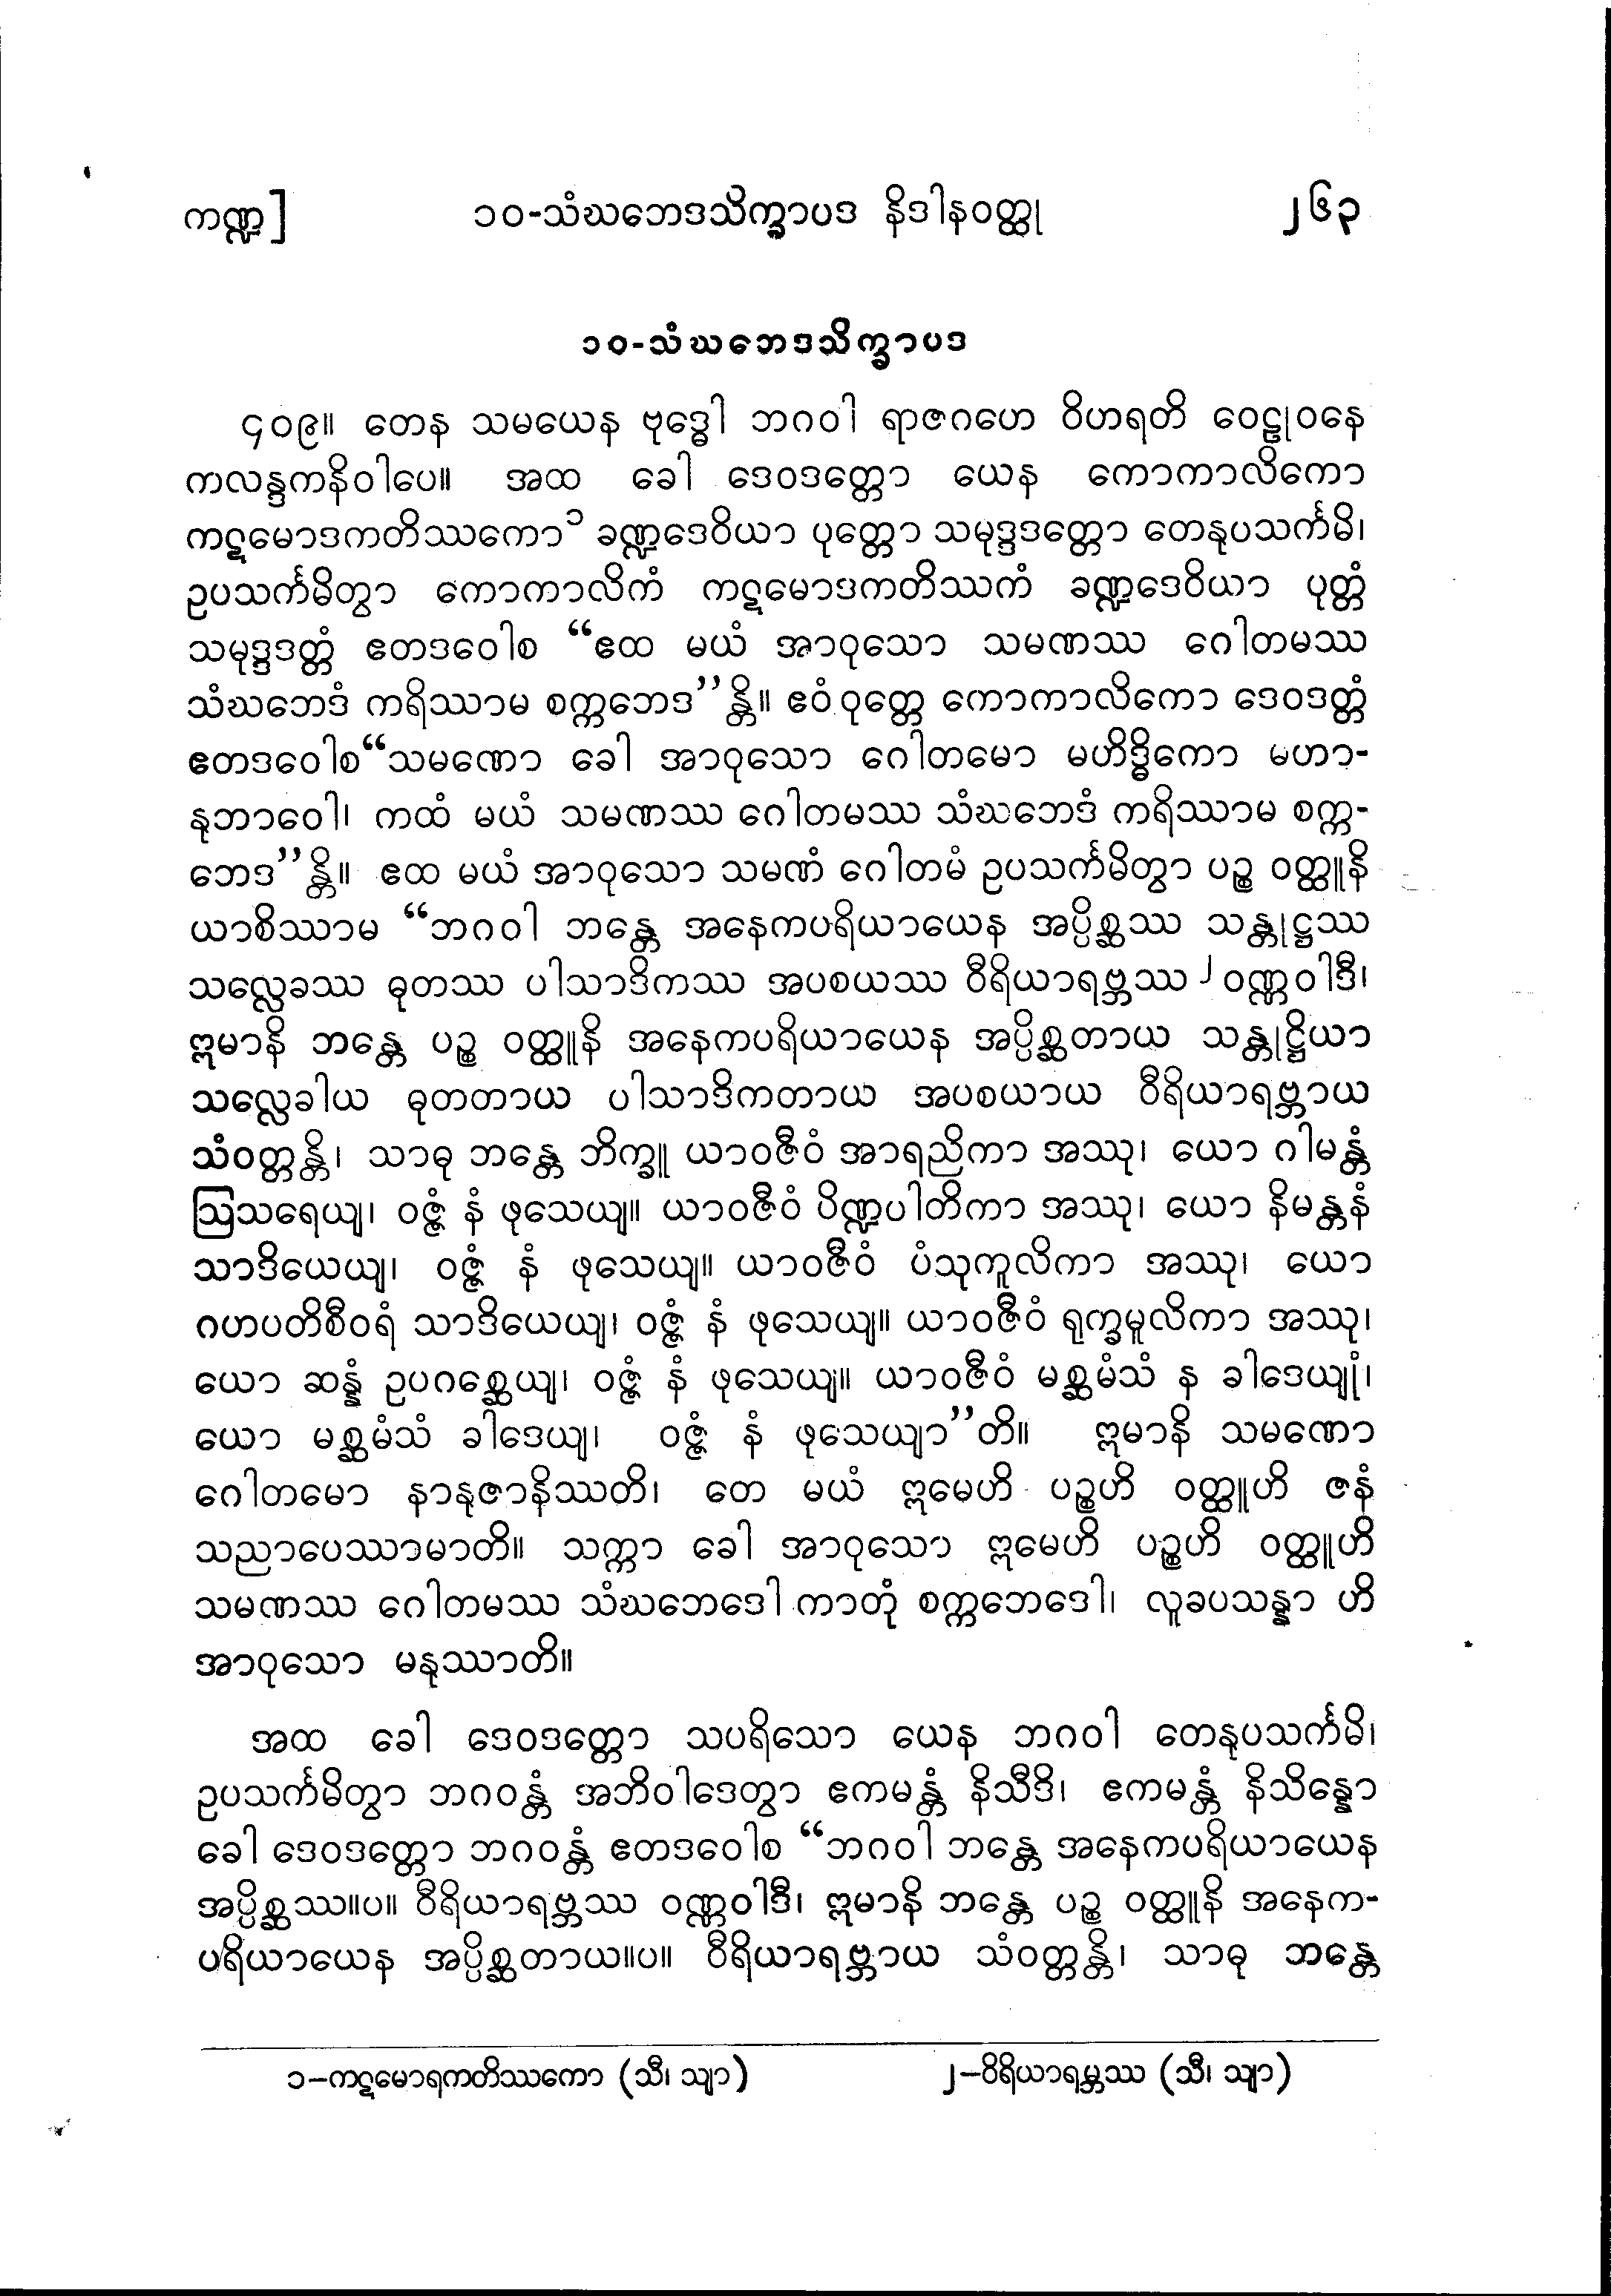 ကဏ္ဍ]
၁၀-သံဃဘေဒသိက္ခာပဒ နိဒါနဝတ္ထု
၂၆၃
၁၀-သံဃဘေဒသိက္ခာပဒ
၄၀၉။ တေန သမယေန ဗုဒ္ဓေါ ဘဂဝါ ရာဇဂဟေ ဝိဟရတိ ဝေဠုဝနေ
ကလန္ဒကနိဝါပေ။ အထ ခေါ ဒေဝဒတ္တော ယေန ကောကာလိကော
ကဋမောဒကတိဿကော^၁ ခဏ္ဍဒေဝိယာ ပုတ္တော သမုဒ္ဒဒတ္တော တေနုပသင်္ကမိ၊
ဥပသင်္ကမိတွာ ကောကာလိကံ ကဋမောဒကတိဿကံ ခဏ္ဍဒေဝိယာ ပုတ္တံ
သမုဒ္ဒဒတ္တံ ဧတဒဝေါစ “ဧထ မယံ အာဝုသော သမဏဿ ဂေါတမဿ
သံဃဘေဒံ ကရိဿာမ စက္ကဘေဒ”န္တိ။ ဧဝံ ဝုတ္တေ ကောကာလိကော ဒေဝဒတ္တံ
ဧတဒဝေါစ“သမဏော ခေါ အာဝုသော ဂေါတမော မဟိဒ္ဓိကော မဟာ-
နုဘာဝေါ၊ ကထံ မယံ သမဏဿ ဂေါတမဿ သံဃဘေဒံ ကရိဿာမ စက္က-
ဘေဒ”န္တိ။ ဧထ မယံ အာဝုသော သမဏံ ဂေါတမံ ဥပသင်္ကမိတွာ ပဉ္စ ဝတ္ထူနိ
ယာစိဿာမ “ဘဂဝါ ဘန္တေ အနေကပရိယာယေန အပ္ပိစ္ဆဿ သန္တုဋ္ဌဿ
သလ္လေခဿ ဓုတဿ ပါသာဒိကဿ အပစယဿ ဝီရိယာရဗ္ဘဿ^၂ ဝဏ္ဏဝါဒီ၊
ဣမာနိ ဘန္တေ ပဉ္စ ဝတ္ထူနိ အနေကပရိယာယေန အပ္ပိစ္ဆတာယ သန္တုဋ္ဌိယာ
သလ္လေခါယ ဓုတတာယ ပါသာဒိကတာယ အပစယာယ ဝီရိယာရဗ္ဘာယ
သံဝတ္တန္တိ၊ သာဓု ဘန္တေ ဘိက္ခူ ယာဝဇီဝံ အာရညိကာ အဿု၊ ယော ဂါမန္တံ
ဩသရေယျ၊ ဝဇ္ဇံ နံ ဖုသေယျ။ ယာဝဇီဝံ ပိဏ္ဍပါတိကာ အဿု၊ ယော နိမန္တနံ
သာဒိယေယျ၊ ဝဇ္ဇံ နံ ဖုသေယျ။ ယာဝဇီဝံ ပံသုကူလိကာ အဿု၊ ယော
ဂဟပတိစီဝရံ သာဒိယေယျ၊ ဝဇ္ဇံ နံ ဖုသေယျ။ ယာဝဇီဝံ ရုက္ခမူလိကာ အဿု၊
ယော ဆန္နံ ဥပဂစ္ဆေယျ၊ ဝဇ္ဇံ နံ ဖုသေယျ။ ယာဝဇီဝံ မစ္ဆမံသံ န ခါဒေယျုံ၊
ယော မစ္ဆမံသံ ခါဒေယျ၊ ဝဇ္ဇံ နံ ဖုသေယျာ”တိ။ ဣမာနိ သမဏော
ဂေါတမော နာနုဇာနိဿတိ၊ တေ မယံ ဣမေဟိ ပဉ္စဟိ ဝတ္ထူဟိ ဇနံ
သညာပေဿာမာတိ။ သက္ကာ ခေါ အာဝုသော ဣမေဟိ ပဉ္စဟိ ဝတ္ထူဟိ
သမဏဿ ဂေါတမဿ သံဃဘေဒေါ ကာတုံ စက္ကဘေဒေါ၊ လူခပသန္နာ ဟိ
အာဝုသော မနုဿာတိ။
အထ ခေါ ဒေဝဒတ္တော သပရိသော ယေန ဘဂဝါ တေနုပသင်္ကမိ၊
ဥပသင်္ကမိတွာ ဘဂဝန္တံ အဘိဝါဒေတွာ ဧကမန္တံ နိသီဒိ၊ ဧကမန္တံ နိသိန္နော
ခေါ ဒေဝဒတ္တော ဘဂဝန္တံ ဧတဒဝေါစ “ဘဂဝါ ဘန္တေ အနေကပရိယာယေန
အပ္ပိစ္ဆဿ။ပ။ ဝီရိယာရဗ္ဘဿ ဝဏ္ဏဝါဒီ၊ ဣမာနိ ဘန္တေ ပဉ္စ ဝတ္ထူနိ အနေက-
ပရိယာယေန အပ္ပိစ္ဆတာယ။ပ။ ဝီရိယာရဗ္ဘာယ သံဝတ္တန္တိ၊ သာဓု ဘန္တေ
၁−ကဋမောရကတိဿကော (သီ၊ သျာ)
၂−ဝိရိယာရမ္ဘဿ (သီ၊ သျာ)